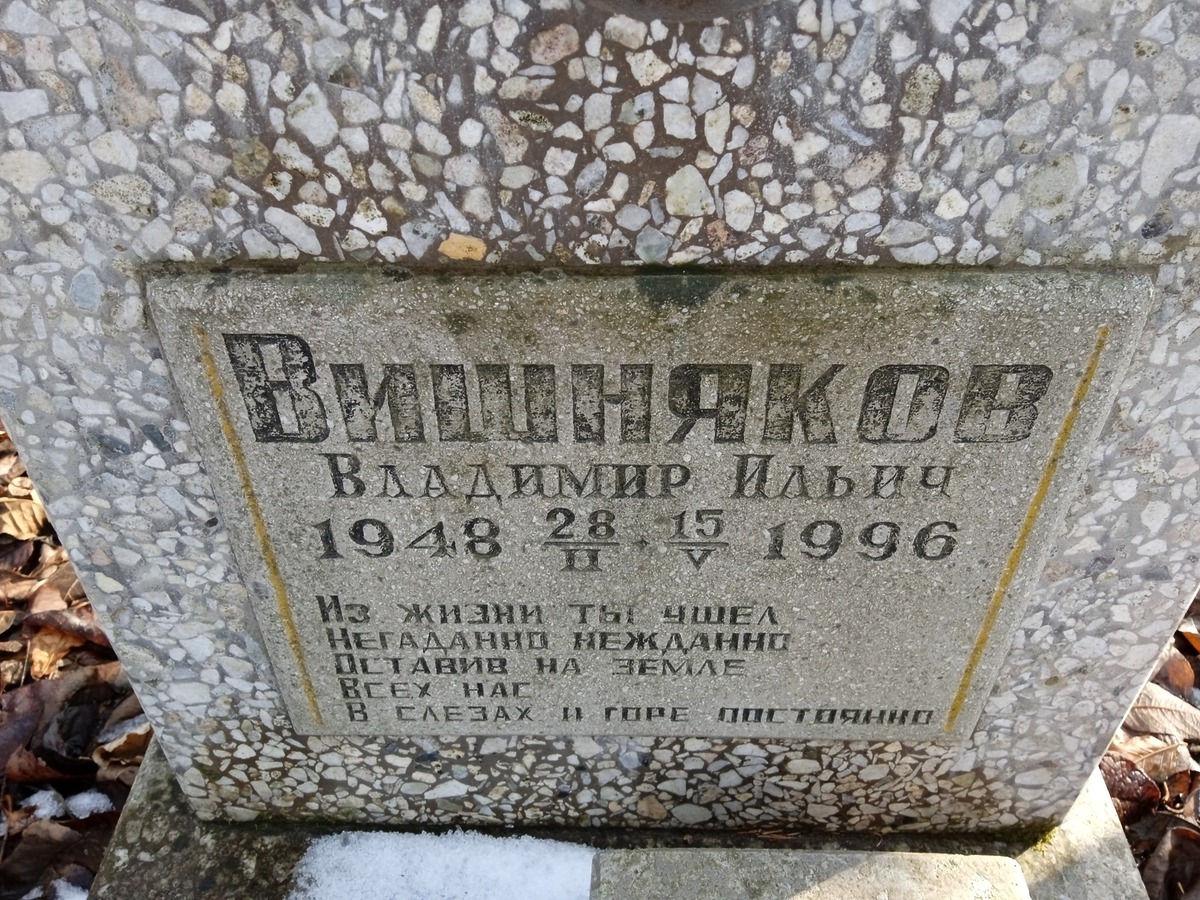 Вишняков
Владимир Ильич
1948 28/II - 15/V 1996
Из жизни ты ушел
Негаданно нежданно
Оставив на земле
Всех нас
В слезах и горе постоянно